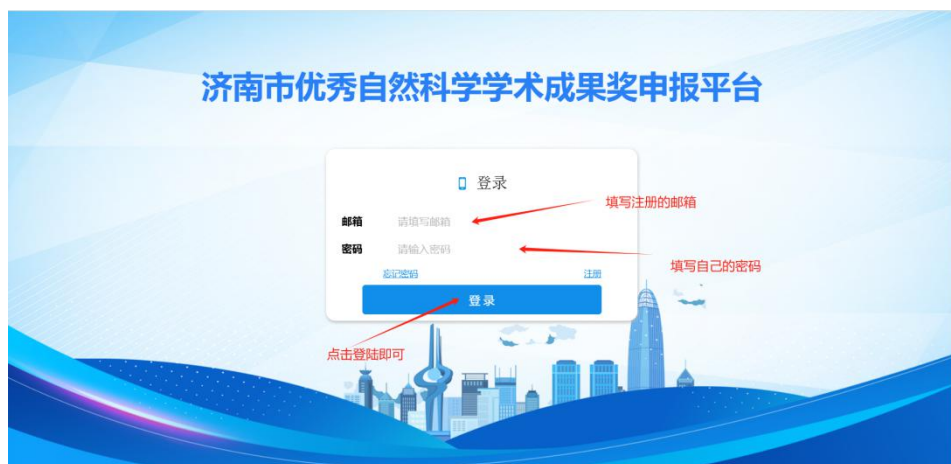 济南市优秀自然科学学术成果奖申报平台
登录
填写注册的邮箱
邮箱 请填写邮箱
密码 请输入密码
填写自己的密码
忘记密码 注册
登录
点击登陆即可